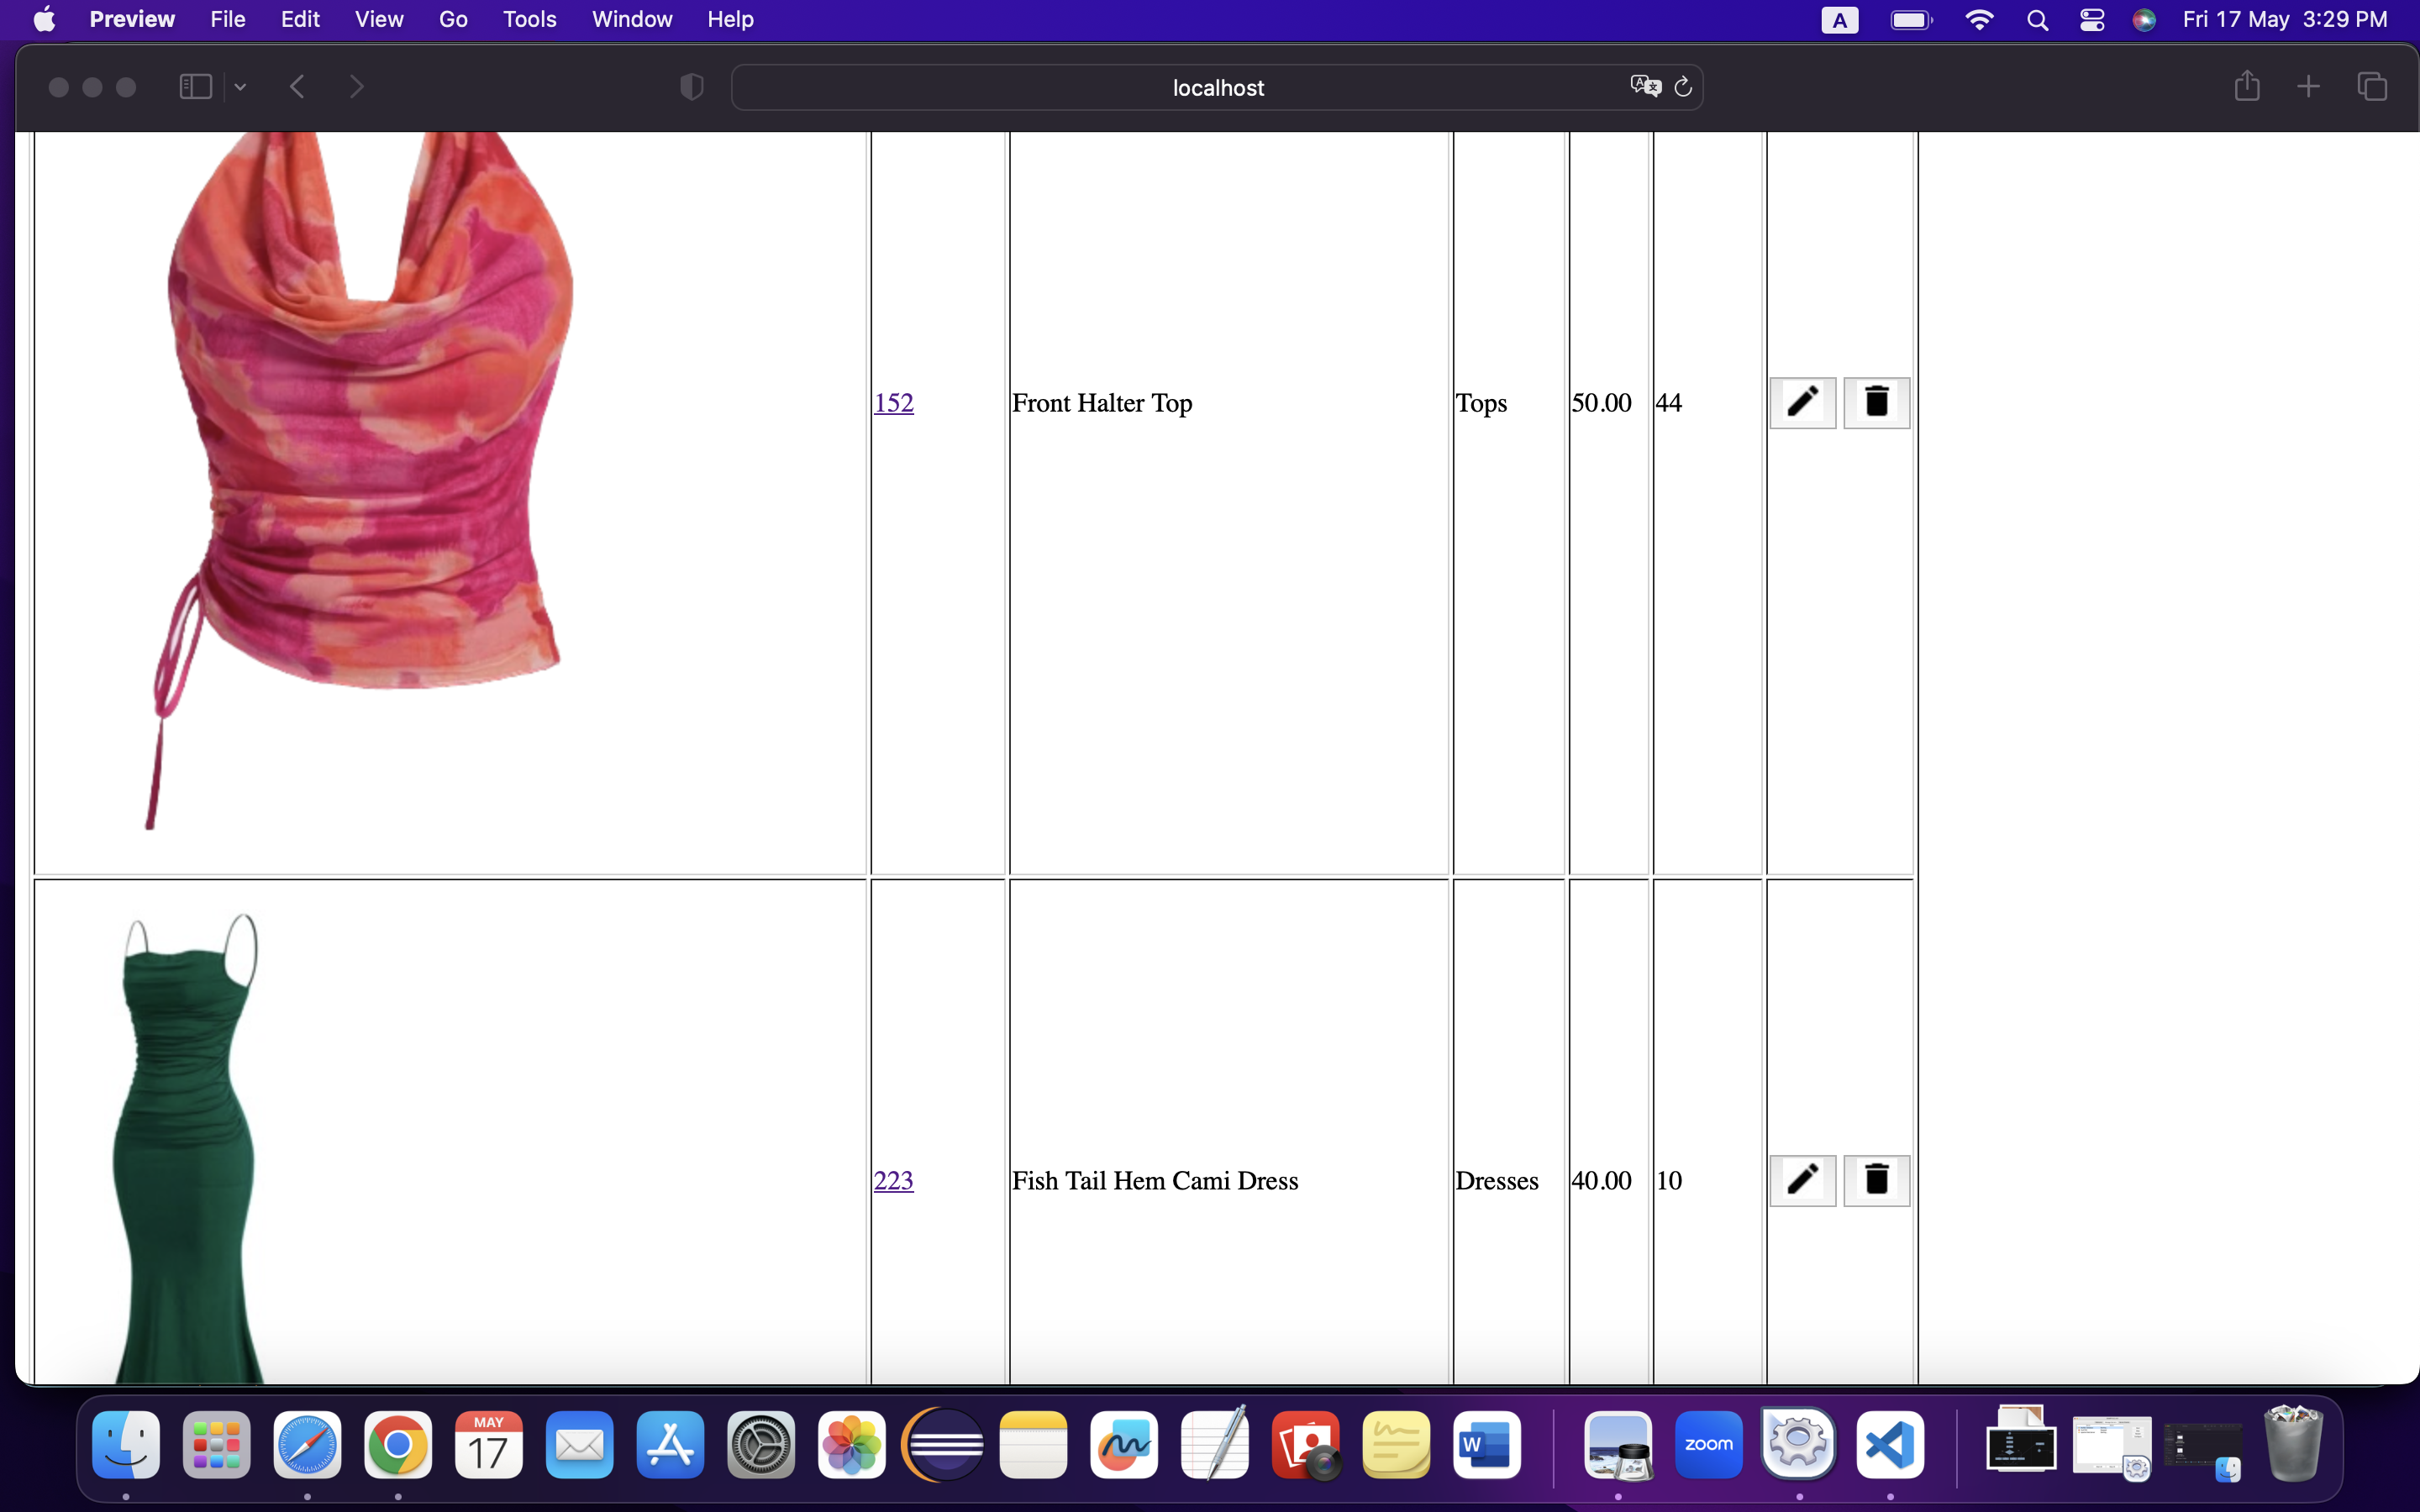 Preview File Edit View Go Tools Window Help A Fri 17 May 3:29 PM
localhost
152 Front Halter Top Tops 50.00 44
223 Fish Tail Hem Cami Dress Dresses 40.00 10
MAY
17
W
zoom